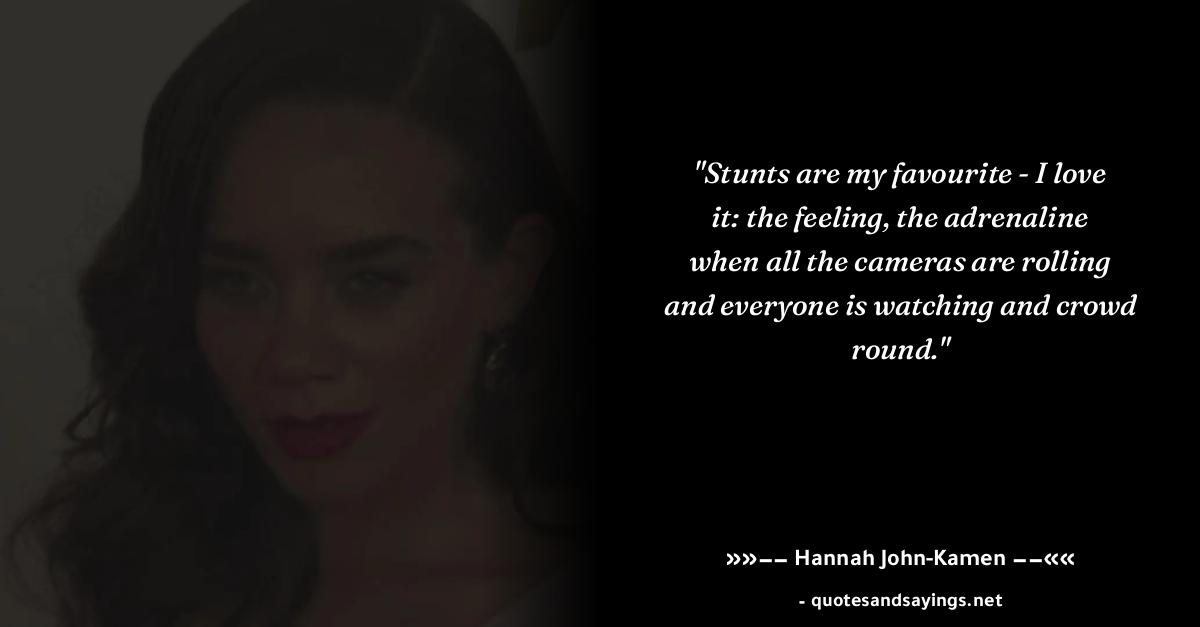 "Stunts are my favourite - I love
it: the feeling, the adrenaline
when all the cameras are rolling
and everyone is watching and crowd
round."
»»−− Hannah John-Kamen −−««
- quotesandsayings.net